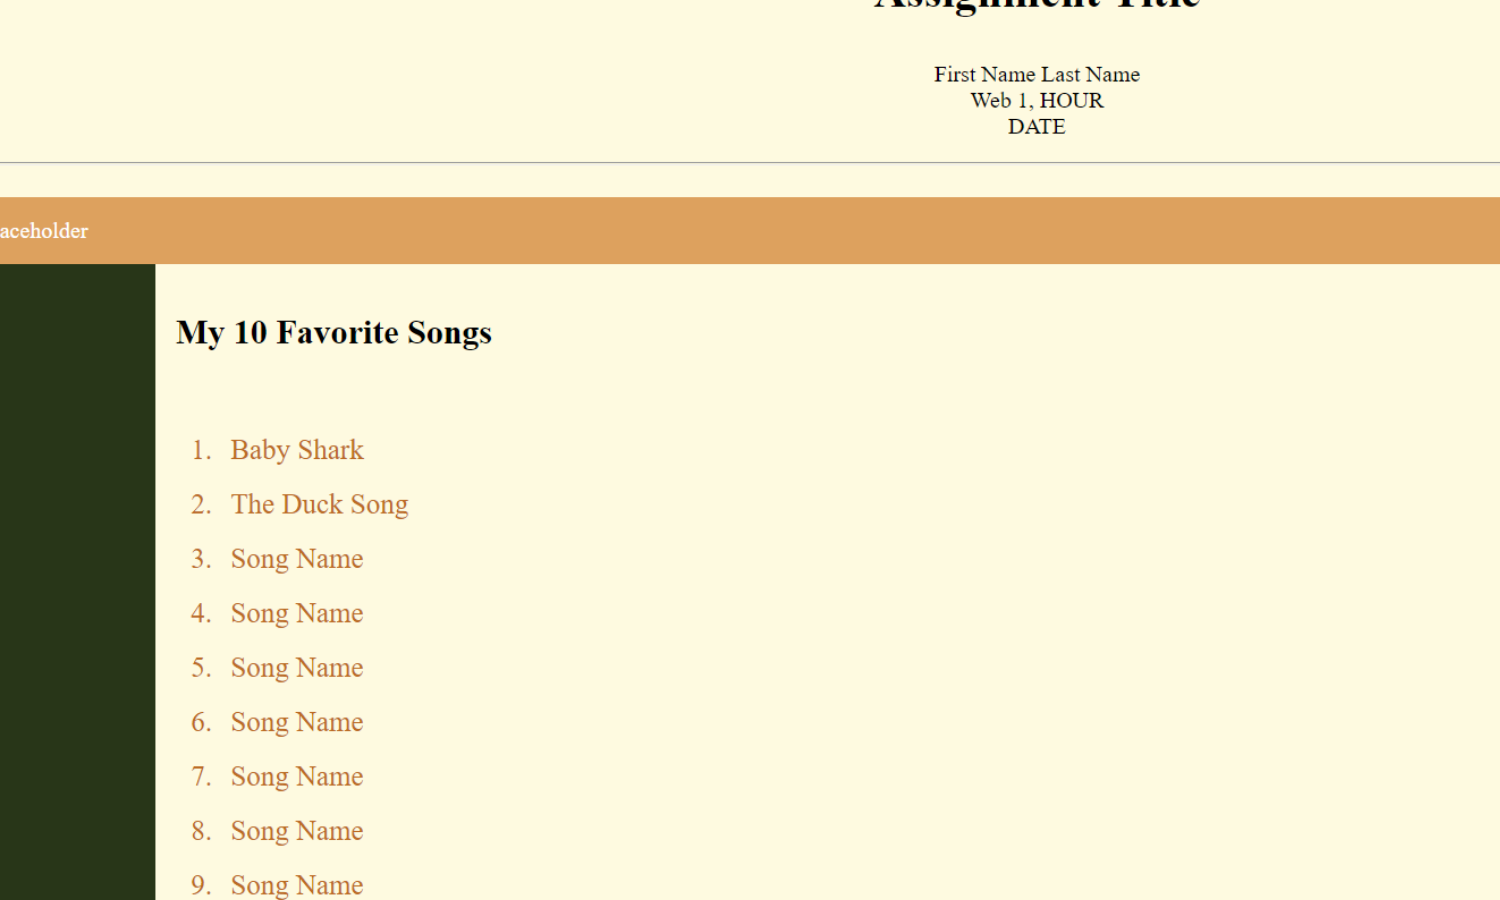 Assignment Title
First Name Last Name
Web 1, HOUR
DATE
aceholder
My 10 Favorite Songs
1. Baby Shark
2. The Duck Song
3. Song Name
4. Song Name
5. Song Name
6. Song Name
7. Song Name
8. Song Name
9. Song Name